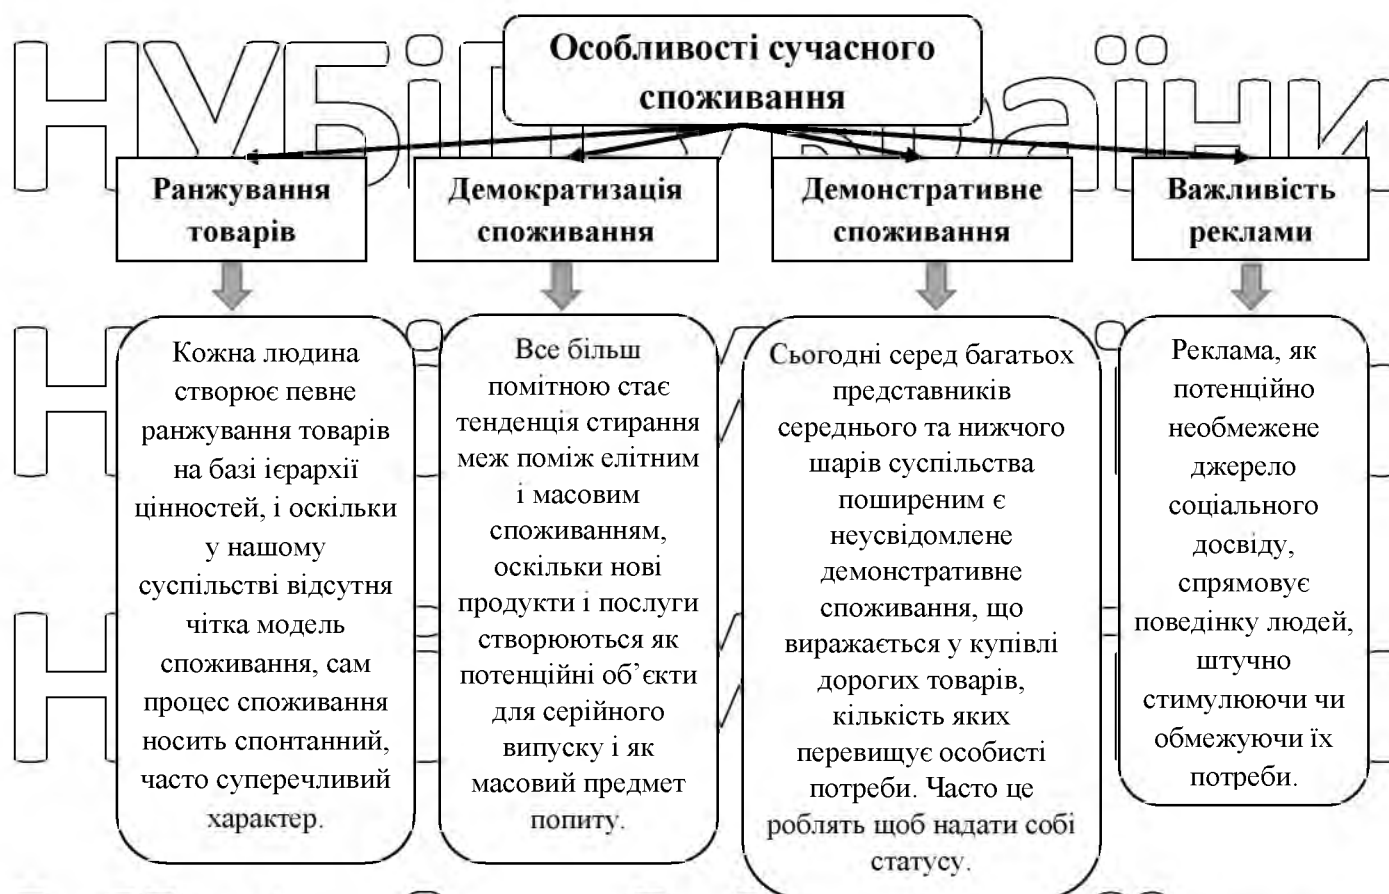 Особливості сучасного
споживання
Ранжування
товарів
Демократизація
споживання
Демонстративне
споживання
Важливість
реклами
Кожна людина
створює певне
ранжування товарів
на базі ієрархії
цінностей, і оскільки
у нашому
суспільстві відсутня
чітка модель
споживання, сам
процес споживання
носить спонтанний,
часто суперечливий
характер.
Все більш
помітною стає
тенденція стирання
меж поміж елітним
і масовим
споживанням,
оскільки нові
продукти і послуги
створюються як
потенційні об’єкти
для серійного
випуску і як
масовий предмет
попиту.
Сьогодні серед багатьох
представників
середнього та нижчого
шарів суспільства
поширеним є
неусвідомлене
демонстративне
споживання, що
виражається у купівлі
дорогих товарів,
кількість яких
перевищує особисті
потреби. Часто це
роблять щоб надати собі
статусу.
Реклама, як
потенційно
необмежене
джерело
соціального
досвіду,
спрямовує
поведінку людей,
штучно
стимулюючи чи
обмежуючи їх
потреби.